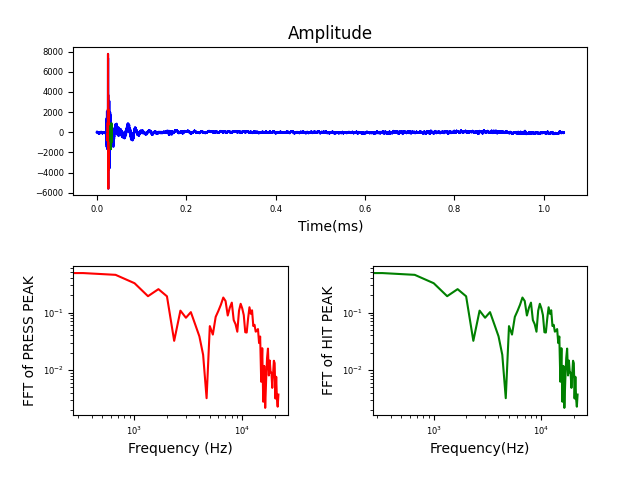 Amplitude
8000
6000
4000
2000
0
−2000
−4000
−6000
0.0 0.2 0.4 0.6 0.8 1.0
Time(ms)
FFT of PRESS PEAK
10⁻¹
10⁻²
10³ 10⁴
Frequency (Hz)
FFT of HIT PEAK
10⁻¹
10⁻²
10³ 10⁴
Frequency(Hz)